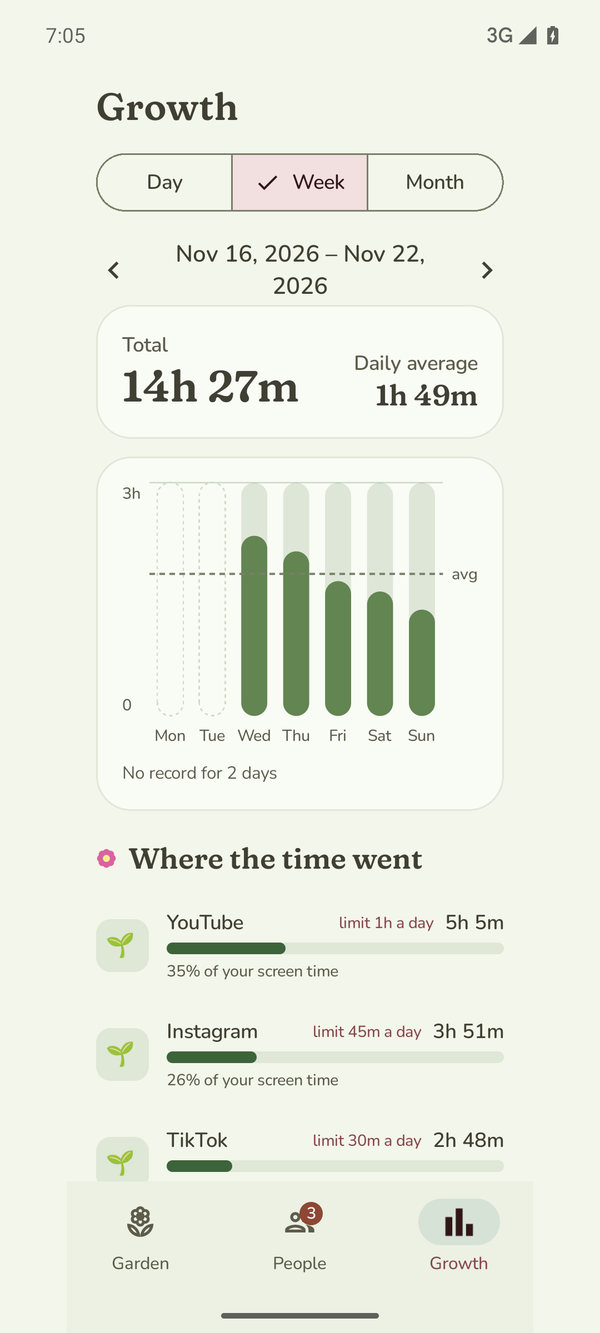 7:05
3G
Growth
Day
Week
Month
Nov 16, 2026 – Nov 22,
2026
Total
14h 27m
Daily average
1h 49m
3h
avg
0
Mon Tue Wed Thu Fri Sat Sun
No record for 2 days
Where the time went
YouTube limit 1h a day 5h 5m
35% of your screen time
Instagram limit 45m a day 3h 51m
26% of your screen time
TikTok limit 30m a day 2h 48m
3
Garden
People
Growth